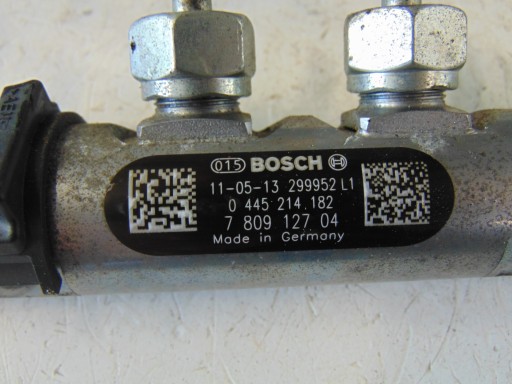 015 BOSCH
11-05-13 299952 L1
0 445 214.182
7 809 127 04
Made in Germany